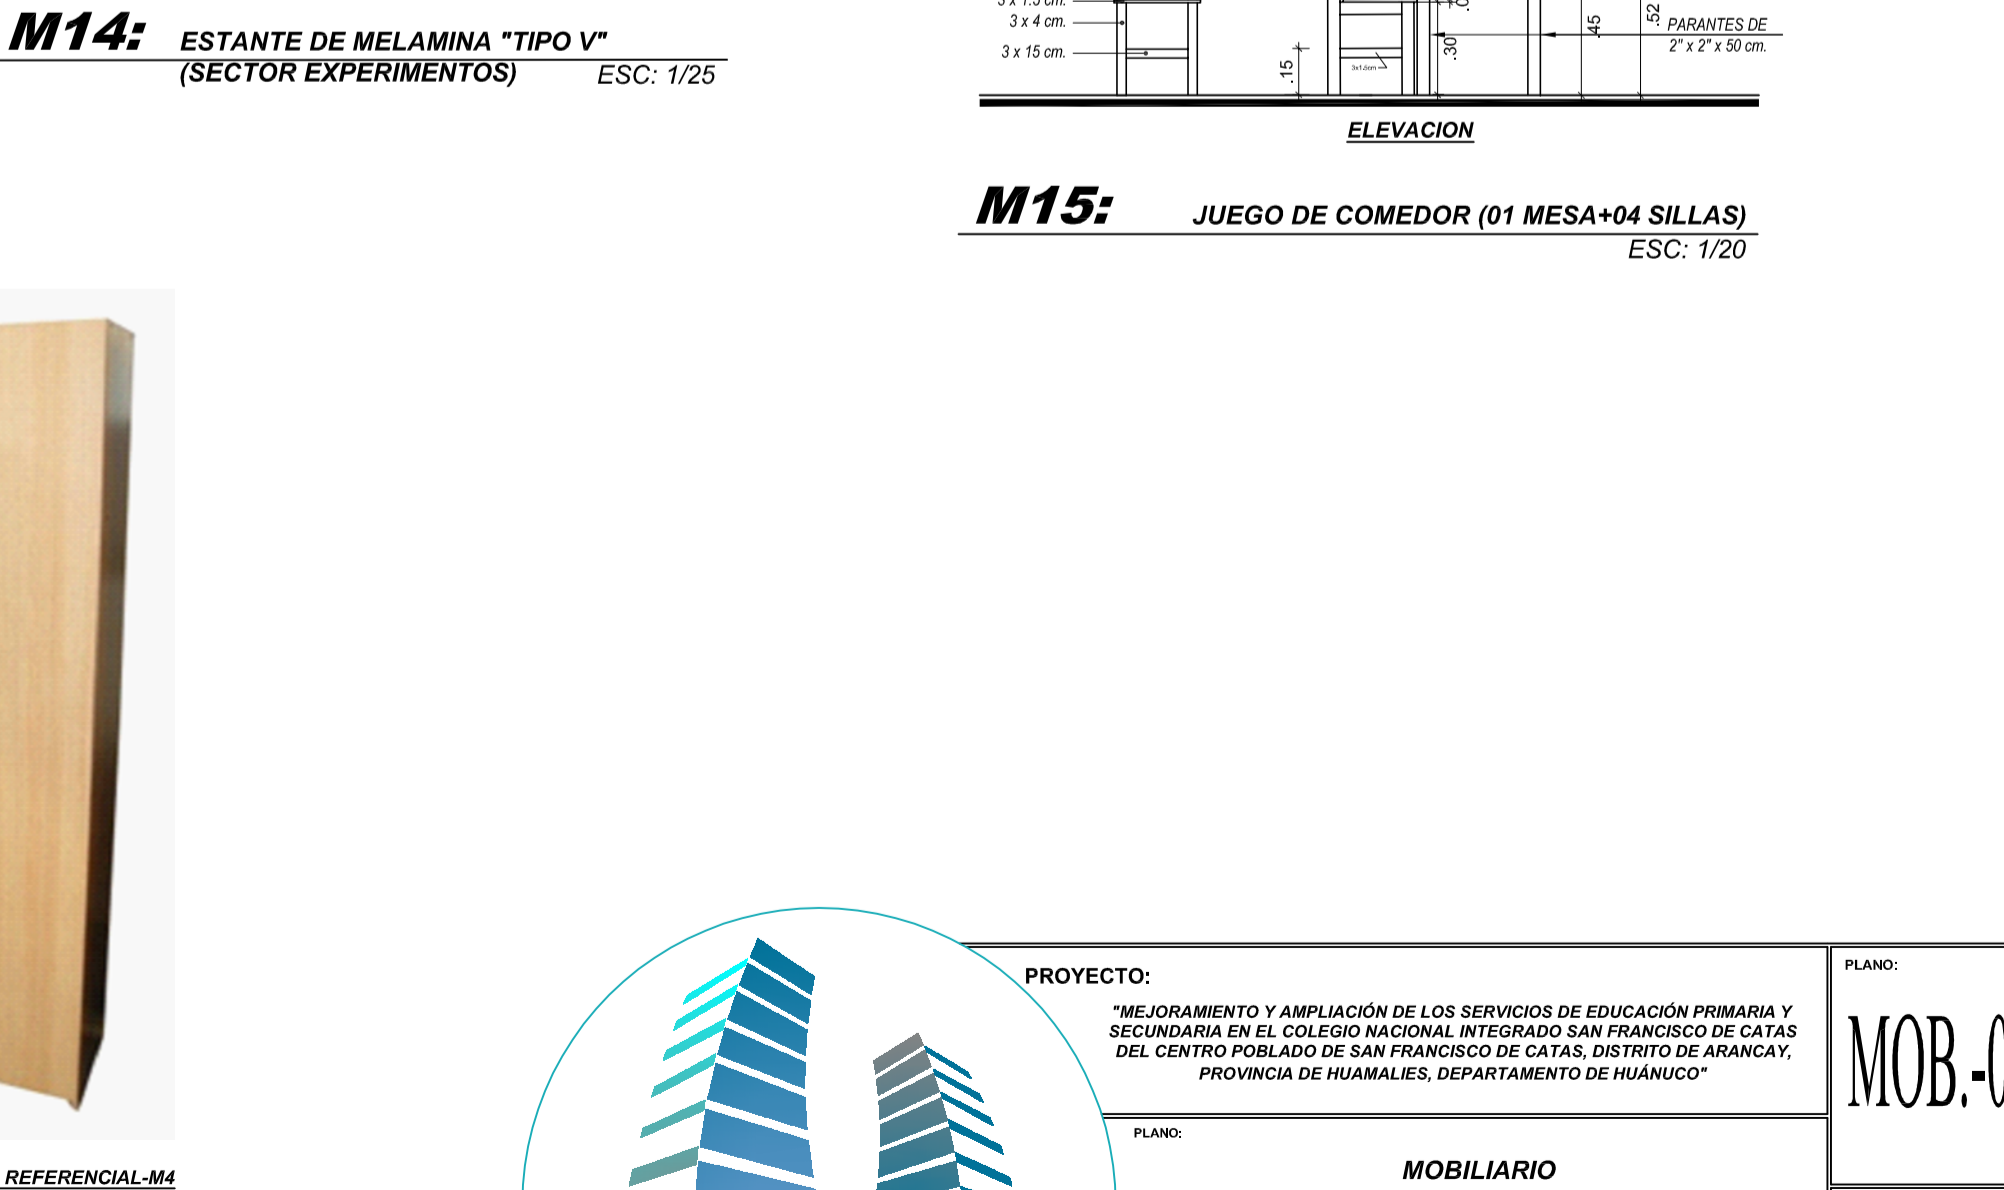 M14: ESTANTE DE MELAMINA "TIPO V"
(SECTOR EXPERIMENTOS) ESC: 1/25
3 x 4 cm.
3 x 15 cm.
.15
3x1.5cm
.30
.45
.52
PARANTES DE
2" x 2" x 50 cm.
ELEVACION
M15: JUEGO DE COMEDOR (01 MESA+04 SILLAS)
ESC: 1/20
REFERENCIAL-M4
PROYECTO:
"MEJORAMIENTO Y AMPLIACIÓN DE LOS SERVICIOS DE EDUCACIÓN PRIMARIA Y
SECUNDARIA EN EL COLEGIO NACIONAL INTEGRADO SAN FRANCISCO DE CATAS
DEL CENTRO POBLADO DE SAN FRANCISCO DE CATAS, DISTRITO DE ARANCAY,
PROVINCIA DE HUAMALIES, DEPARTAMENTO DE HUÁNUCO"
PLANO:
MOB.-0
PLANO:
MOBILIARIO